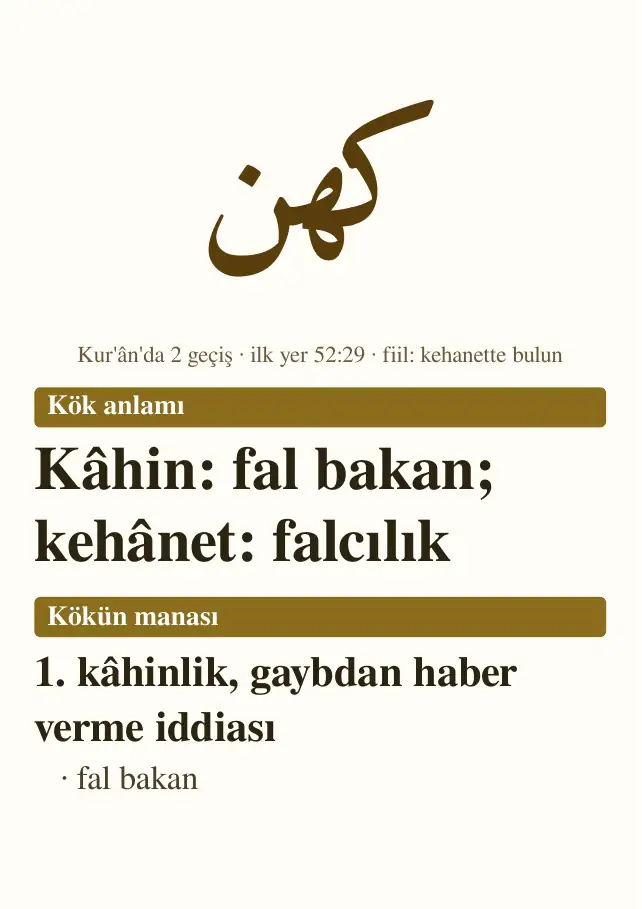 كهن
Kur'ân'da 2 geçiş · ilk yer 52:29 · fiil: kehanette bulun
Kök anlamı
Kâhin: fal bakan;
kehânet: falcılık
Kökün manası
1. kâhinlik, gaybdan haber
verme iddiası
· fal bakan